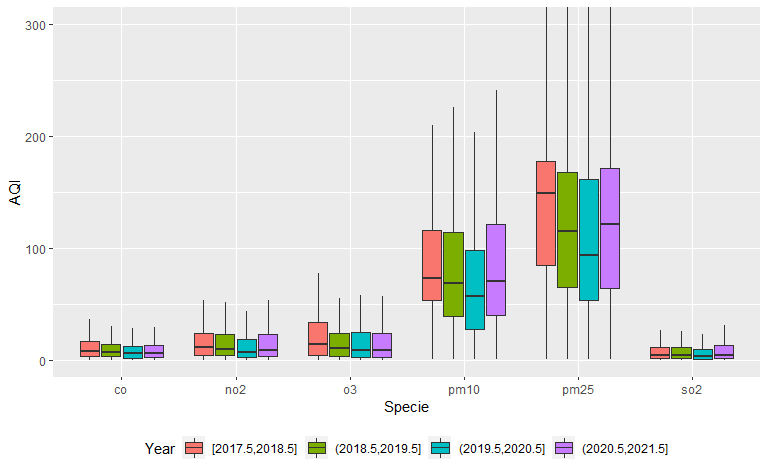 300
200
100
0
AQI
co no2 o3 pm10 pm25 so2
Specie
Year [2017.5,2018.5] (2018.5,2019.5] (2019.5,2020.5] (2020.5,2021.5]